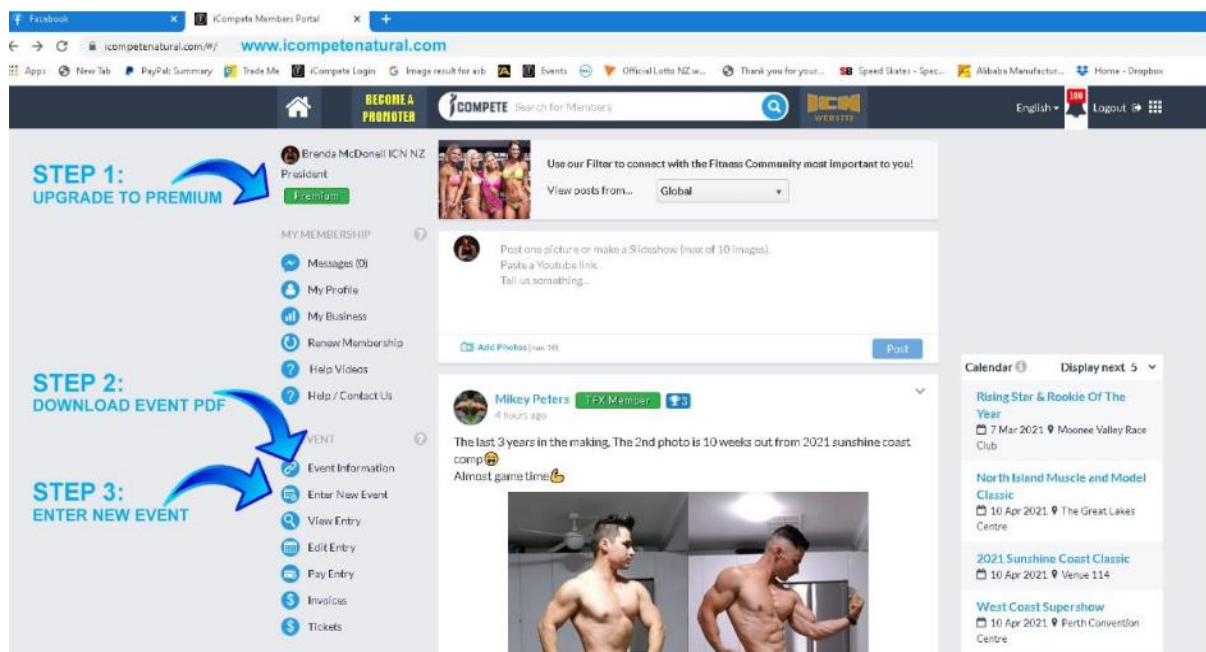 Facebook
iCompete Members Portal
icompetenatural.com/#/
www.icompetenatural.com
Apps
New Tab
PayPal: Summary
Trade Me
iCompete Login
Image result for asb
Events
Official Lotto NZ w...
Thank you for your...
SB Speed Skates - Spec...
Alibaba Manufactur...
Home - Dropbox
BECOME A
PROMOTER
iCOMPETE Search for Members
ICN
WEBSITE
English
100
Logout
STEP 1:
UPGRADE TO PREMIUM
Brenda McDonell ICN NZ
President
Premium
Use our Filter to connect with the Fitness Community most important to you!
View posts from...
Global
MY MEMBERSHIP
Messages (0)
My Profile
My Business
Renew Membership
Help Videos
Help / Contact Us
Post one picture or make a Slideshow (max of 10 images).
Paste a Youtube link.
Tell us something...
Add Photos (max. 10)
Post
STEP 2:
DOWNLOAD EVENT PDF
VENT
Event Information
STEP 3:
ENTER NEW EVENT
Enter New Event
View Entry
Edit Entry
Pay Entry
Invoices
Tickets
Mikey Peters TFX Member 3
4 hours ago
The last 3 years in the making, The 2nd photo is 10 weeks out from 2021 sunshine coast
comp
Almost game time
Calendar Display next 5
Rising Star & Rookie Of The
Year
7 Mar 2021 Moonee Valley Race
Club
North Island Muscle and Model
Classic
10 Apr 2021 The Great Lakes
Centre
2021 Sunshine Coast Classic
10 Apr 2021 Venue 114
West Coast Supershow
10 Apr 2021 Perth Convention
Centre